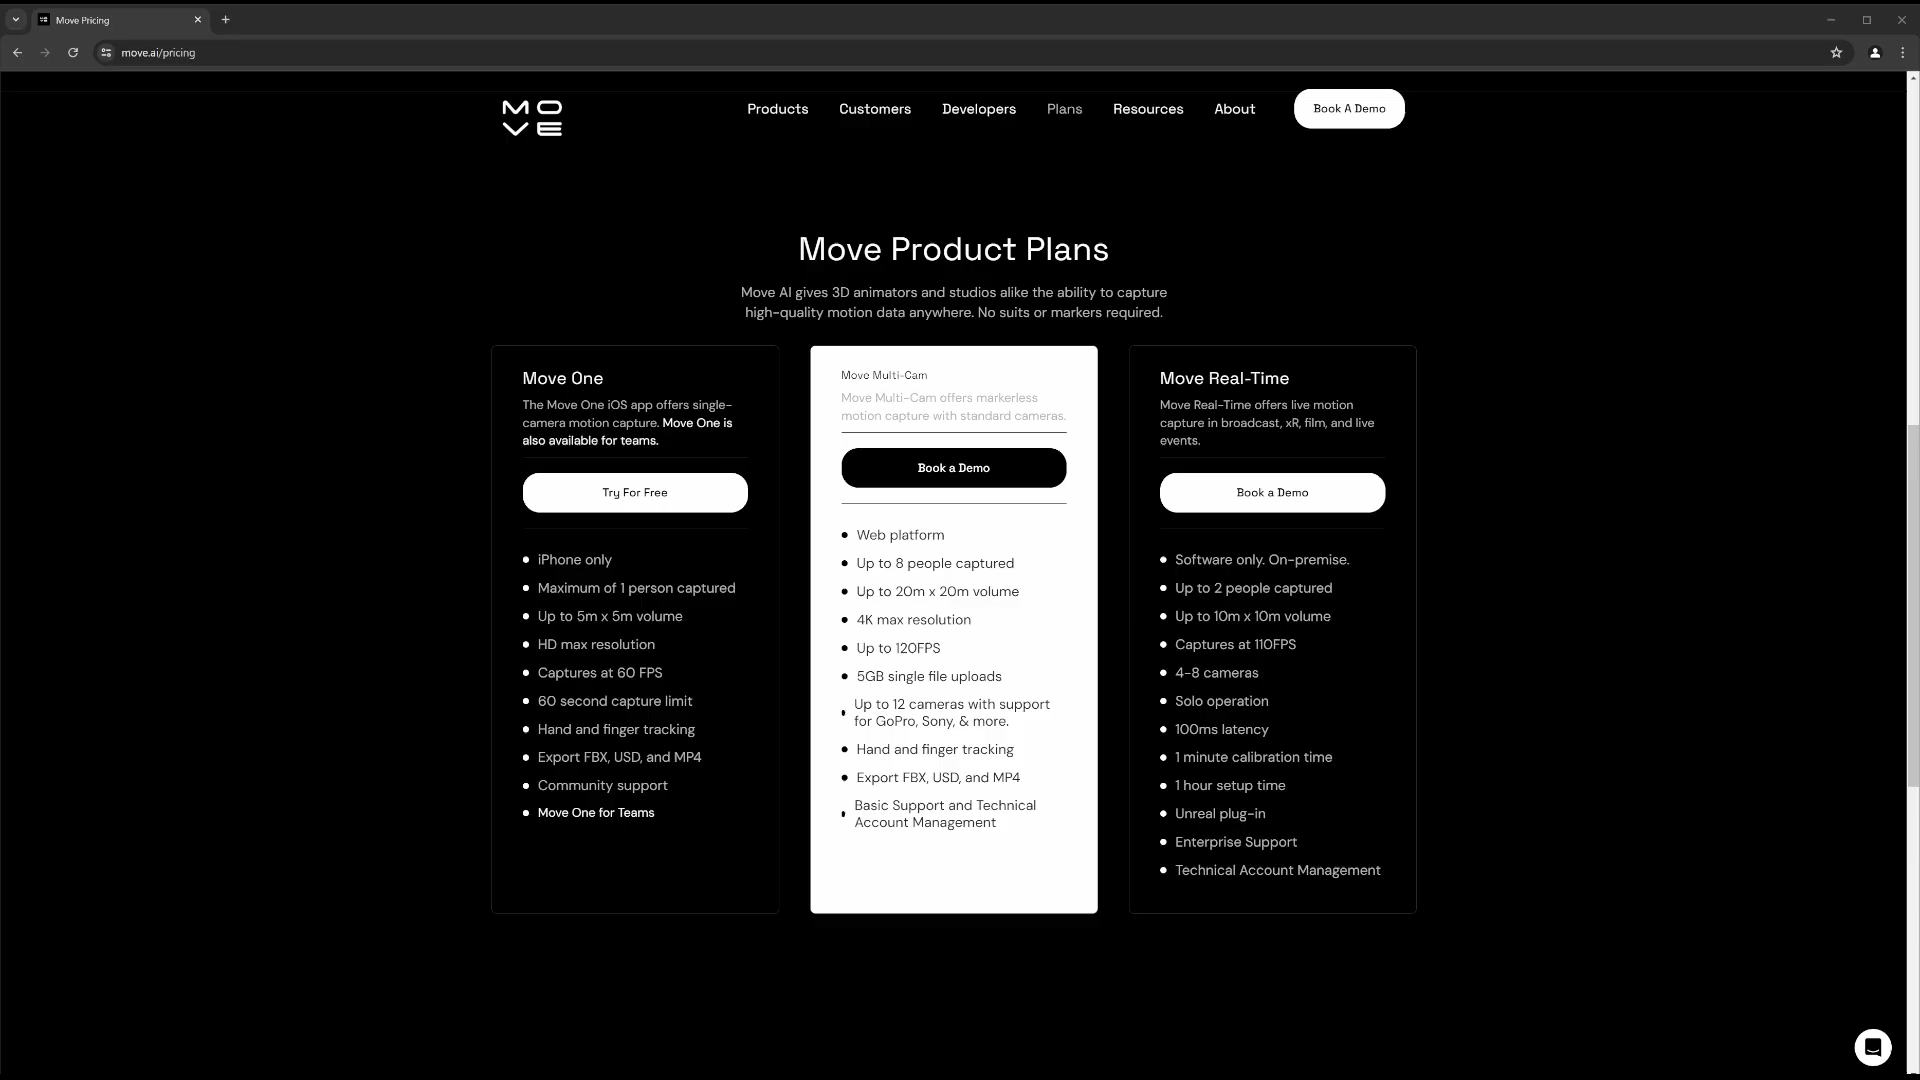 Move Pricing
move.ai/pricing
MO
VE
Products
Customers
Developers
Plans
Resources
About
Book A Demo
Move Product Plans
Move AI gives 3D animators and studios alike the ability to capture
high-quality motion data anywhere. No suits or markers required.
Move One
The Move One iOS app offers single-
camera motion capture. Move One is
also available for teams.
Try For Free
iPhone only
Maximum of 1 person captured
Up to 5m x 5m volume
HD max resolution
Captures at 60 FPS
60 second capture limit
Hand and finger tracking
Export FBX, USD, and MP4
Community support
Move One for Teams
Move Multi-Cam
Move Multi-Cam offers markerless
motion capture with standard cameras.
Book a Demo
Web platform
Up to 8 people captured
Up to 20m x 20m volume
4K max resolution
Up to 120FPS
5GB single file uploads
Up to 12 cameras with support
for GoPro, Sony, & more.
Hand and finger tracking
Export FBX, USD, and MP4
Basic Support and Technical
Account Management
Move Real-Time
Move Real-Time offers live motion
capture in broadcast, xR, film, and live
events.
Book a Demo
Software only. On-premise.
Up to 2 people captured
Up to 10m x 10m volume
Captures at 110FPS
4-8 cameras
Solo operation
100ms latency
1 minute calibration time
1 hour setup time
Unreal plug-in
Enterprise Support
Technical Account Management